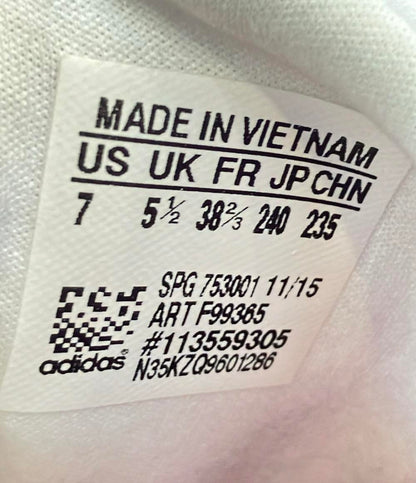 MADE IN VIETNAM
US UK FR JP CHN
7 5½ 38⅔ 240 235
SPG 753001 11/15
ART F99365
#113559305
adidas® N35KZQ9601286